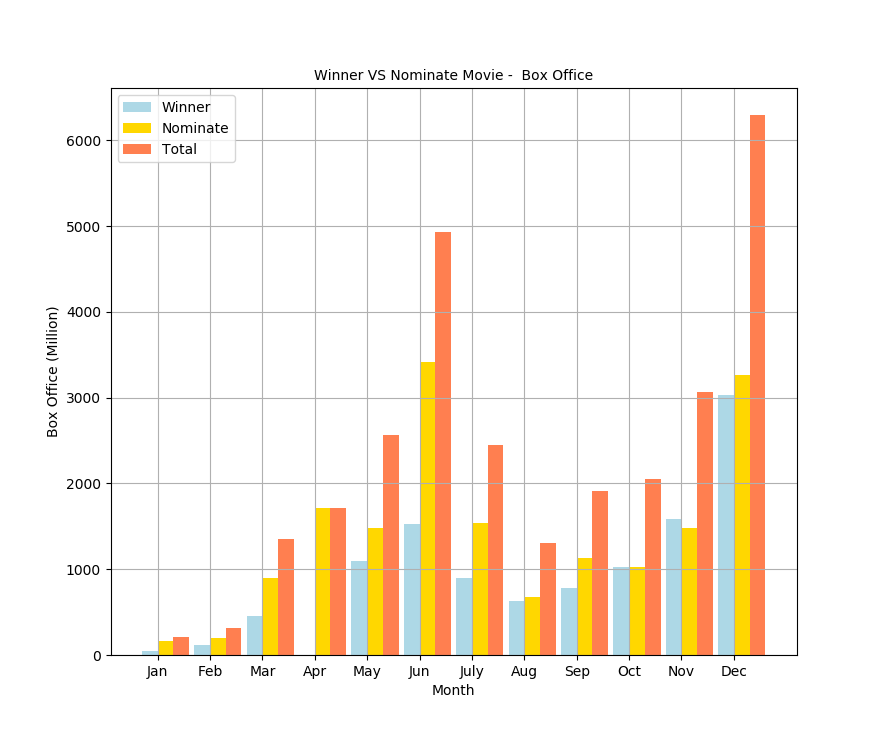 Winner VS Nominate Movie -  Box Office
Winner
Nominate
Total
6000
5000
4000
3000
2000
1000
0
Box Office (Million)
Jan Feb Mar Apr May Jun July Aug Sep Oct Nov Dec
Month